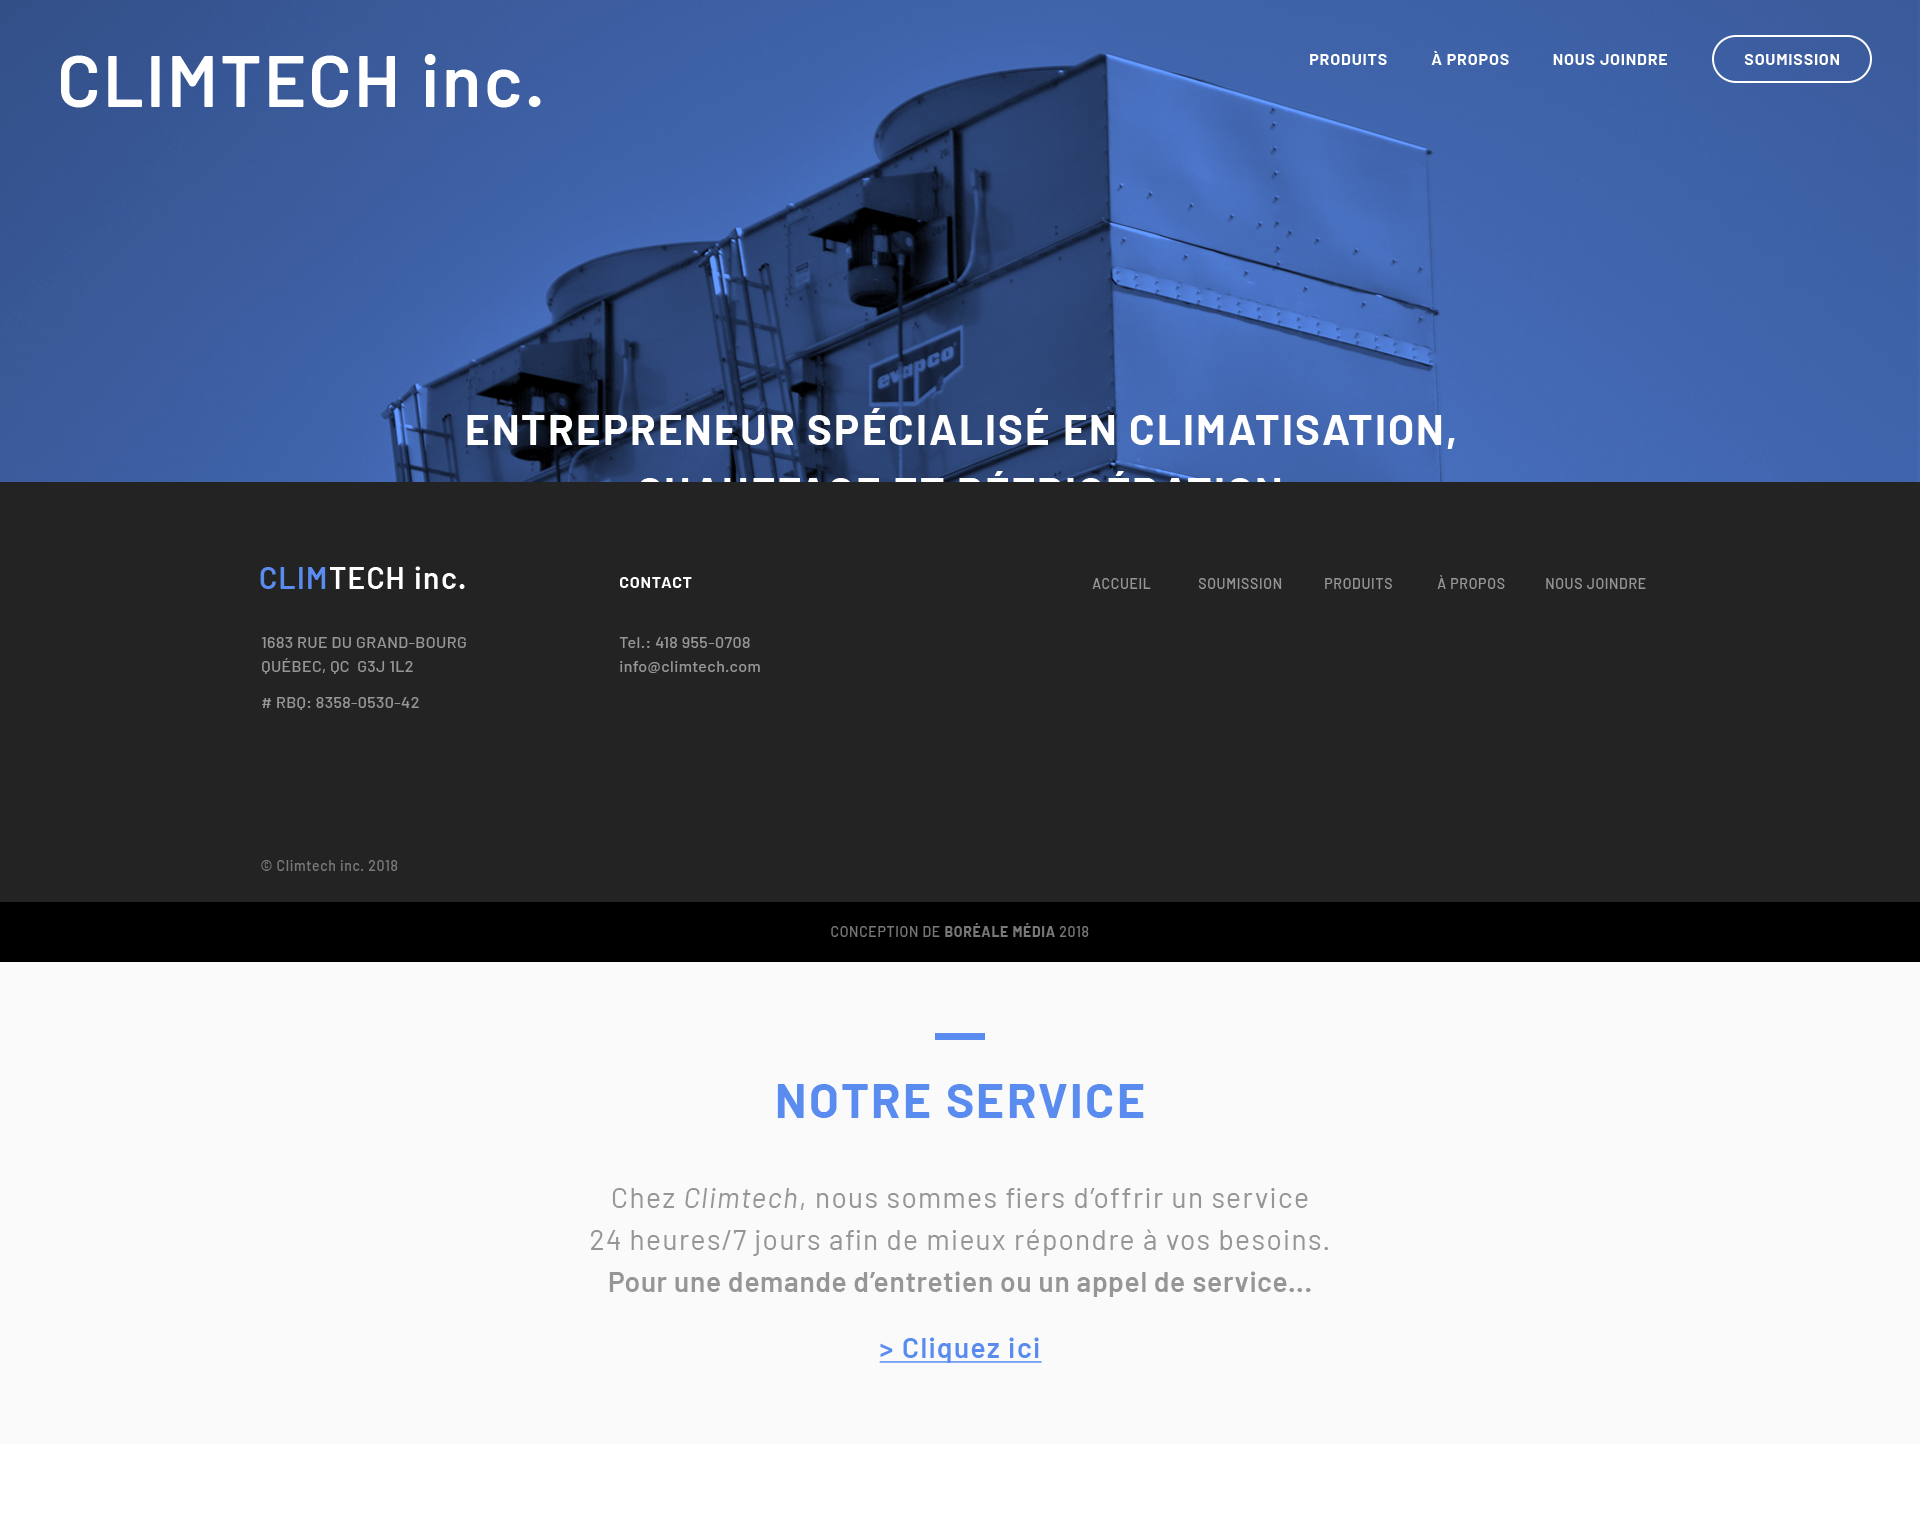 CLIMTECH inc.
PRODUITS
À PROPOS
NOUS JOINDRE
SOUMISSION
evapco
ENTREPRENEUR SPÉCIALISÉ EN CLIMATISATION,
CHAUFFAGE ET RÉFRIGÉRATION
CLIMTECH inc.
CONTACT
ACCUEIL
SOUMISSION
PRODUITS
À PROPOS
NOUS JOINDRE
1683 RUE DU GRAND-BOURG
QUÉBEC, QC G3J 1L2
# RBQ: 8358-0530-42
Tel.: 418 955-0708
info@climtech.com
© Climtech inc. 2018
CONCEPTION DE BORÉALE MÉDIA 2018
NOTRE SERVICE
Chez Climtech, nous sommes fiers d’offrir un service
24 heures/7 jours afin de mieux répondre à vos besoins.
Pour une demande d’entretien ou un appel de service...
> Cliquez ici